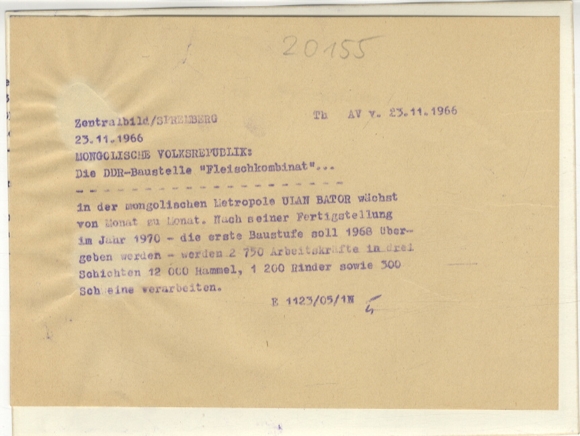 20155
Zentralbild/SPREMBERG Th AV v. 23.11.1966
23.11.1966
MONGOLISCHE VOLKSREPUBLIK:
Die DDR-Baustelle "Fleischkombinat"...
- - - - - - - - - - - - - - - - - - - -
in der mongolischen Metropole ULAN BATOR wächst
von Monat zu Monat. Nach seiner Fertigstellung
im Jahr 1970 - die erste Baustufe soll 1968 über-
geben werden - werden 2 750 Arbeitskräfte in drei
Schichten 12 000 Hammel, 1 200 Rinder sowie 300
Sch eine verarbeiten.
E 1123/05/1N